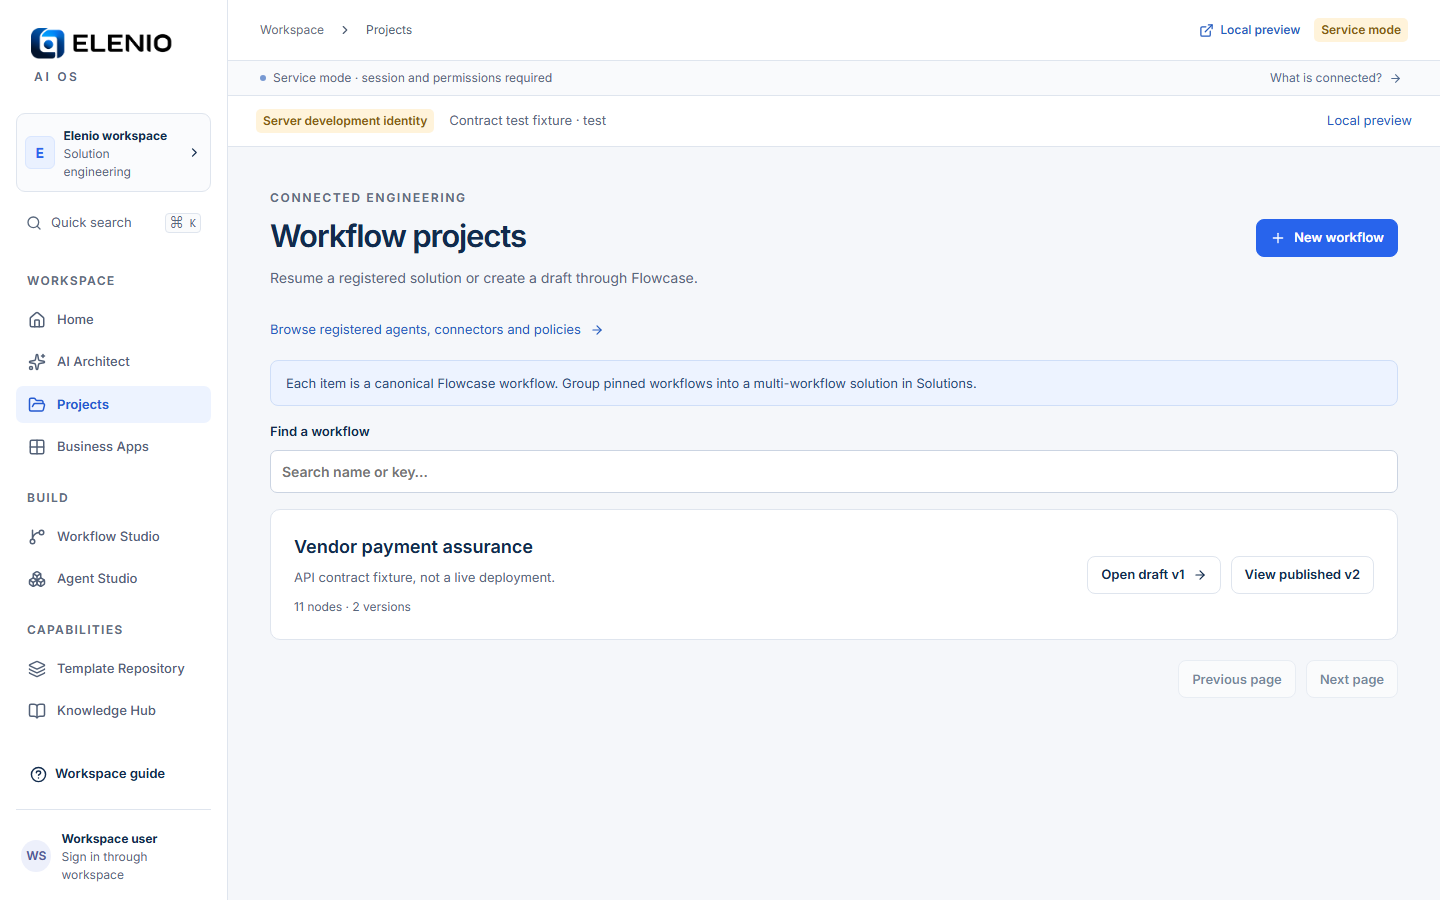 ELENIO
AI OS
E
Elenio workspace
Solution
engineering
Quick search
⌘ K
WORKSPACE
Home
AI Architect
Projects
Business Apps
BUILD
Workflow Studio
Agent Studio
CAPABILITIES
Template Repository
Knowledge Hub
Workspace guide
WS
Workspace user
Sign in through
workspace
Workspace
Projects
Local preview
Service mode
Service mode · session and permissions required
What is connected?
Server development identity
Contract test fixture · test
Local preview
CONNECTED ENGINEERING
Workflow projects
New workflow
Resume a registered solution or create a draft through Flowcase.
Browse registered agents, connectors and policies
Each item is a canonical Flowcase workflow. Group pinned workflows into a multi-workflow solution in Solutions.
Find a workflow
Search name or key...
Vendor payment assurance
API contract fixture, not a live deployment.
11 nodes · 2 versions
Open draft v1
View published v2
Previous page
Next page